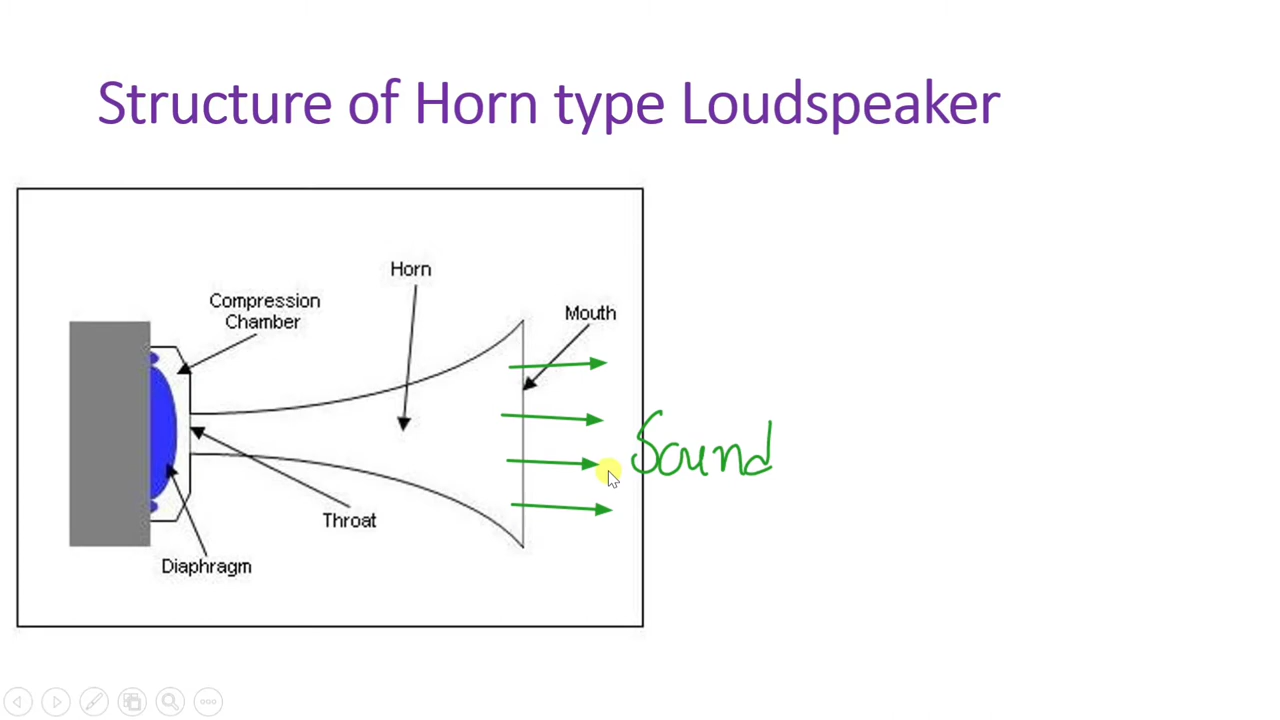 Structure of Horn type Loudspeaker
Horn
Compression
Chamber
Mouth
Sound
Throat
Diaphragm